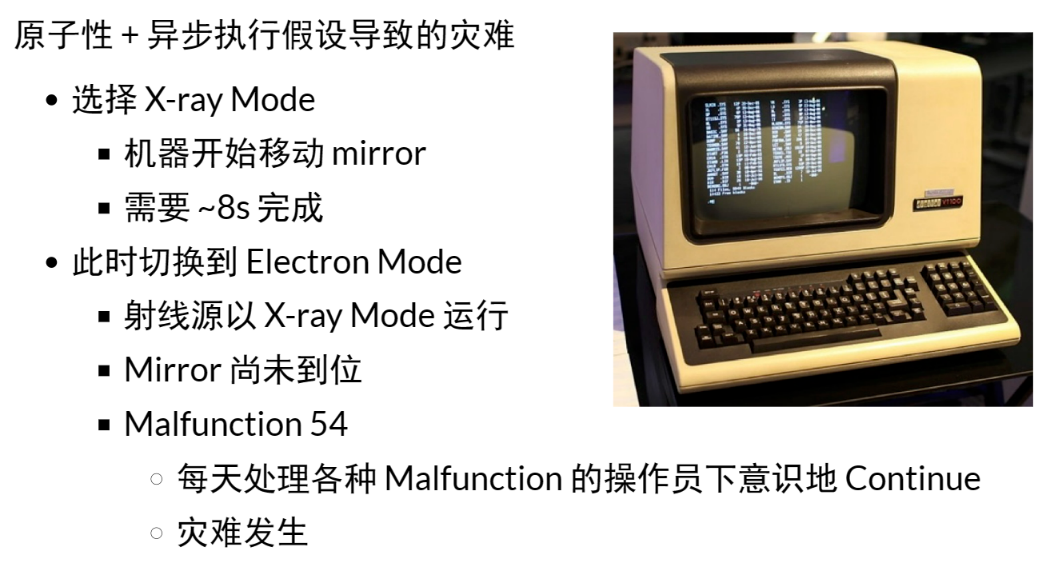 原子性 + 异步执行假设导致的灾难
选择 X-ray Mode
机器开始移动 mirror
需要 ~8s 完成
此时切换到 Electron Mode
射线源以 X-ray Mode 运行
Mirror 尚未到位
Malfunction 54
每天处理各种 Malfunction 的操作员下意识地 Continue
灾难发生
VT100